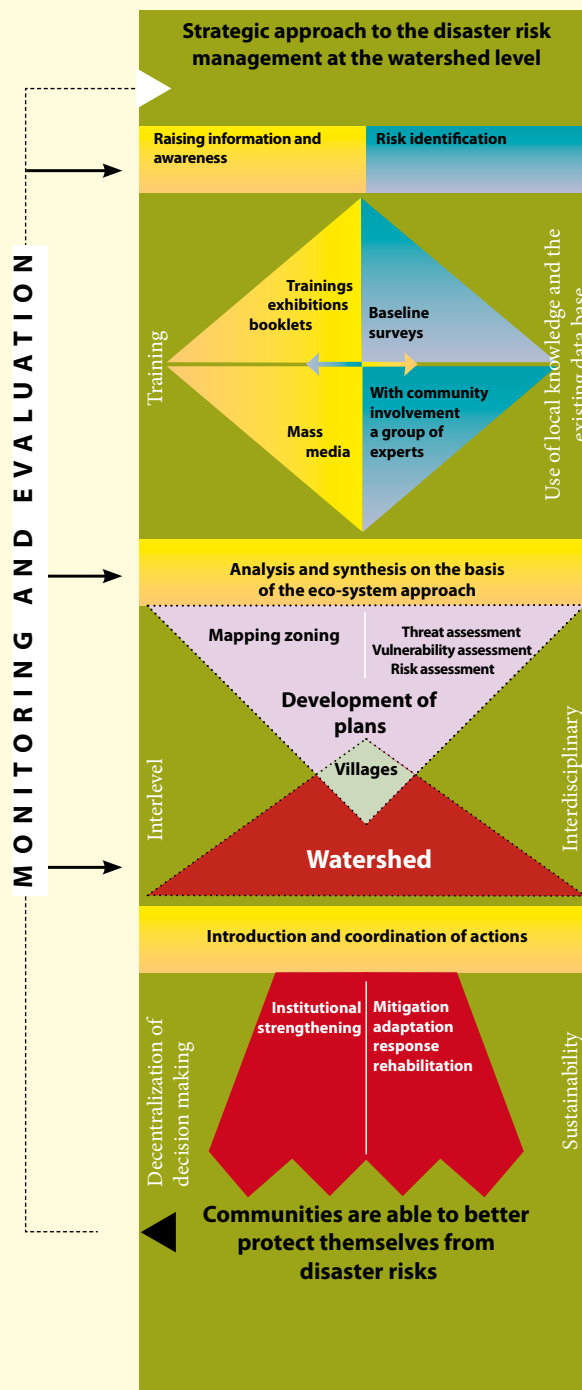 Strategic approach to the disaster risk
management at the watershed level
MONITORING AND EVALUATION
Raising information and
awareness
Risk identification
Training
Trainings
exhibitions
booklets
Baseline
surveys
Mass
media
With community
involvement
a group of
experts
Use of local knowledge and the
existing data base
Analysis and synthesis on the basis
of the eco-system approach
Mapping zoning
Threat assessment
Vulnerability assessment
Risk assessment
Development of
plans
Villages
Watershed
Interlevel
Interdisciplinary
Introduction and coordination of actions
Decentralization of
decision making
Institutional
strengthening
Mitigation
adaptation
response
rehabilitation
Sustainability
Communities are able to better
protect themselves from
disaster risks